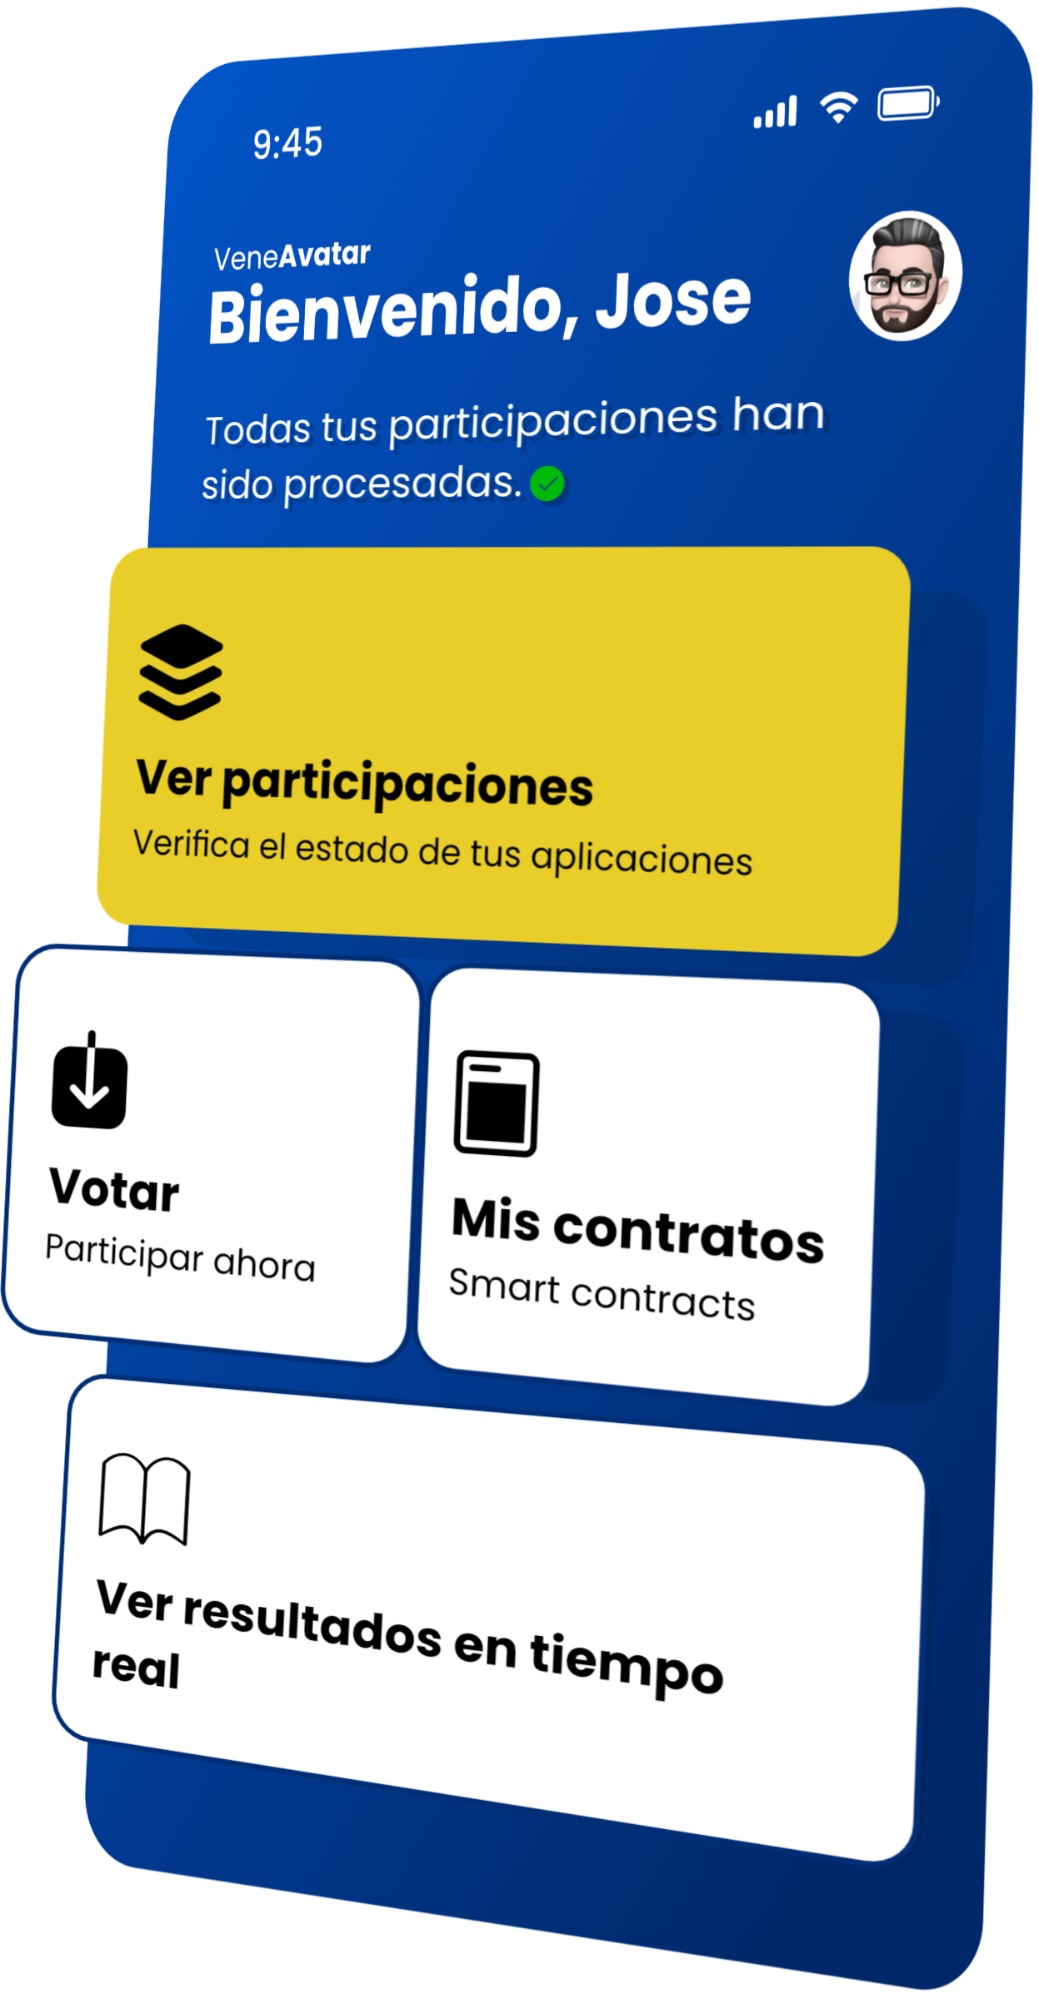 9:45
VeneAvatar
Bienvenido, Jose
Todas tus participaciones han
sido procesadas.
Ver participaciones
Verifica el estado de tus aplicaciones
Votar
Participar ahora
Mis contratos
Smart contracts
Ver resultados en tiempo
real